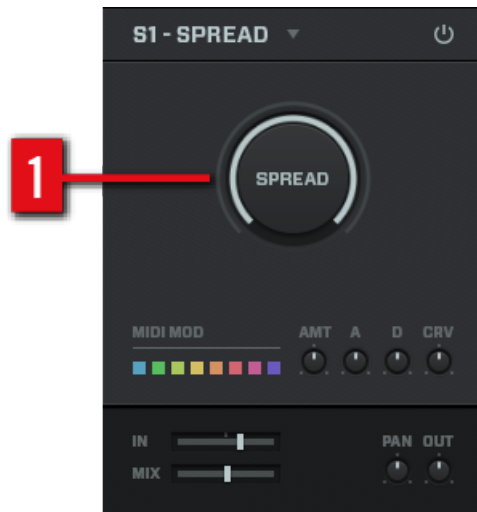 S1 - SPREAD
1
SPREAD
MIDI MOD AMT A D CRV
IN PAN OUT
MIX